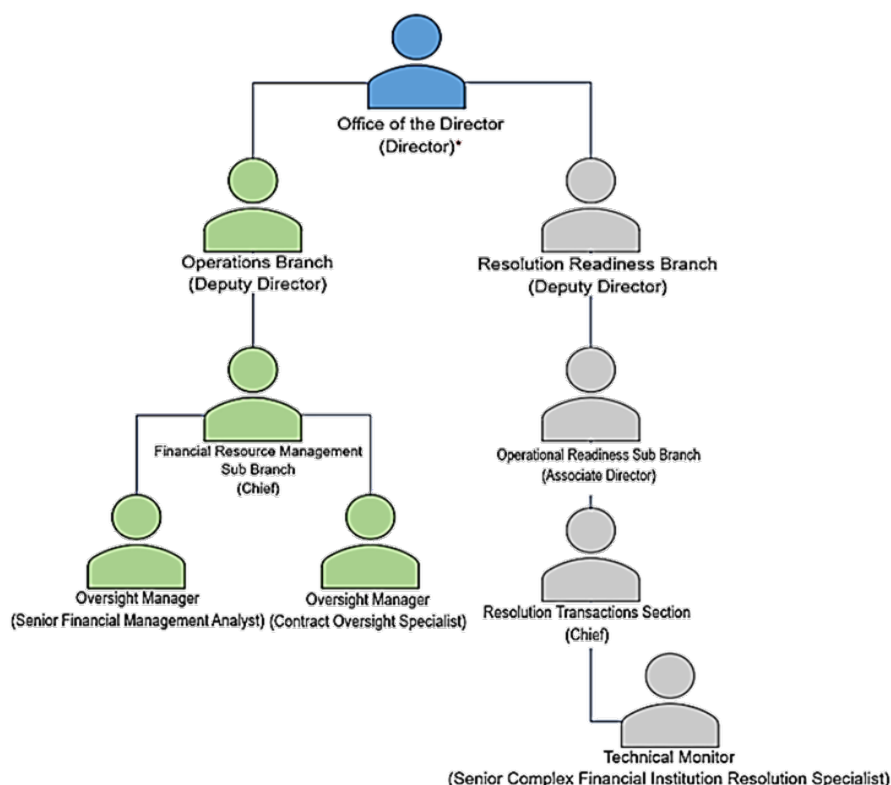 Office of the Director
(Director)*
Operations Branch
(Deputy Director)
Resolution Readiness Branch
(Deputy Director)
Financial Resource Management
Sub Branch
(Chief)
Operational Readiness Sub Branch
(Associate Director)
Oversight Manager
(Senior Financial Management Analyst)
Oversight Manager
(Contract Oversight Specialist)
Resolution Transactions Section
(Chief)
Technical Monitor
(Senior Complex Financial Institution Resolution Specialist)